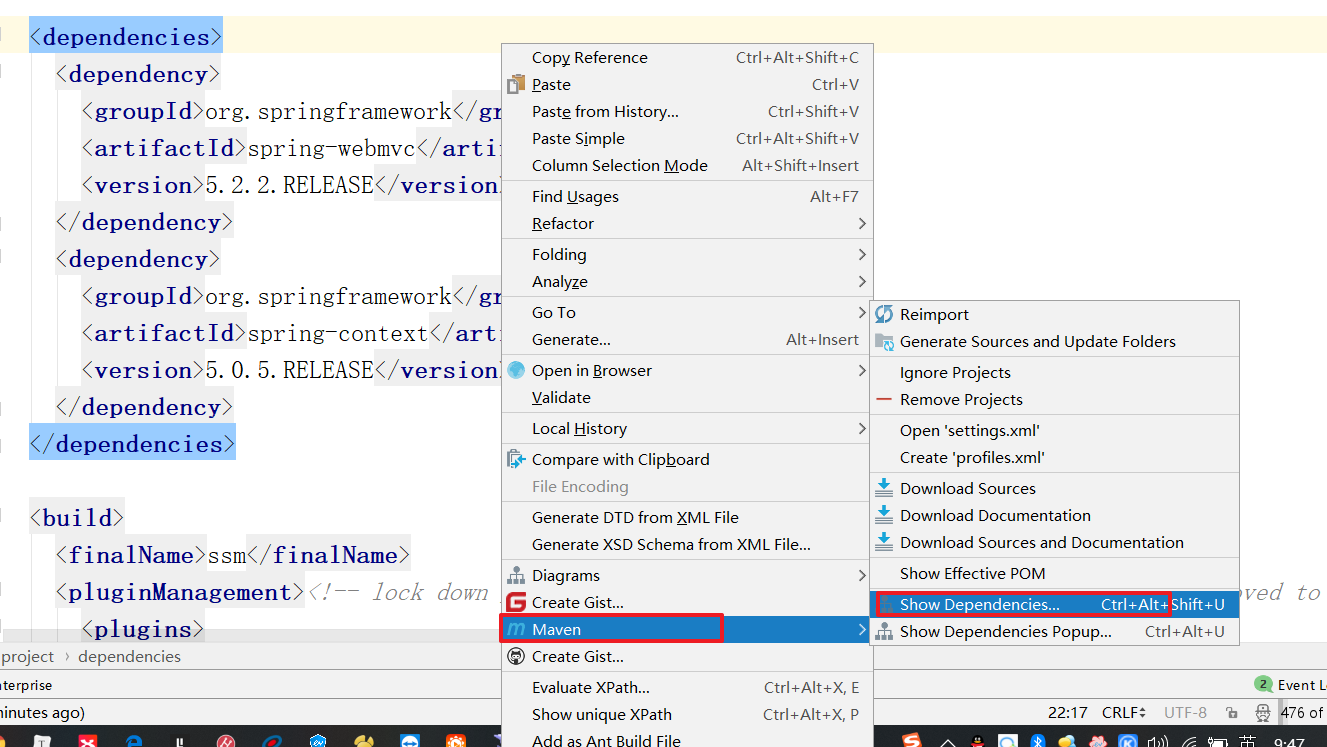 <dependencies>
<dependency>
<groupId>org.springframework</gr
<artifactId>spring-webmvc</arti
<version>5.2.2.RELEASE</version
</dependency>
<dependency>
<groupId>org.springframework</gr
<artifactId>spring-context</arti
<version>5.0.5.RELEASE</version
</dependency>
</dependencies>
<build>
<finalName>ssm</finalName>
<pluginManagement><!-- lock down
ved to
<plugins>
project › dependencies
nterprise
minutes ago)
Copy Reference Ctrl+Alt+Shift+C
Paste Ctrl+V
Paste from History... Ctrl+Shift+V
Paste Simple Ctrl+Alt+Shift+V
Column Selection Mode Alt+Shift+Insert
Find Usages Alt+F7
Refactor
Folding
Analyze
Go To
Generate... Alt+Insert
Open in Browser
Validate
Local History
Compare with Clipboard
File Encoding
Generate DTD from XML File
Generate XSD Schema from XML File...
Diagrams
Create Gist...
Maven
Create Gist...
Evaluate XPath... Ctrl+Alt+X, E
Show unique XPath Ctrl+Alt+X, P
Add as Ant Build File
Reimport
Generate Sources and Update Folders
Ignore Projects
Remove Projects
Open 'settings.xml'
Create 'profiles.xml'
Download Sources
Download Documentation
Download Sources and Documentation
Show Effective POM
Show Dependencies... Ctrl+Alt+Shift+U
Show Dependencies Popup... Ctrl+Alt+U
2 Event L
22:17 CRLF UTF-8 476 of
英 9:47